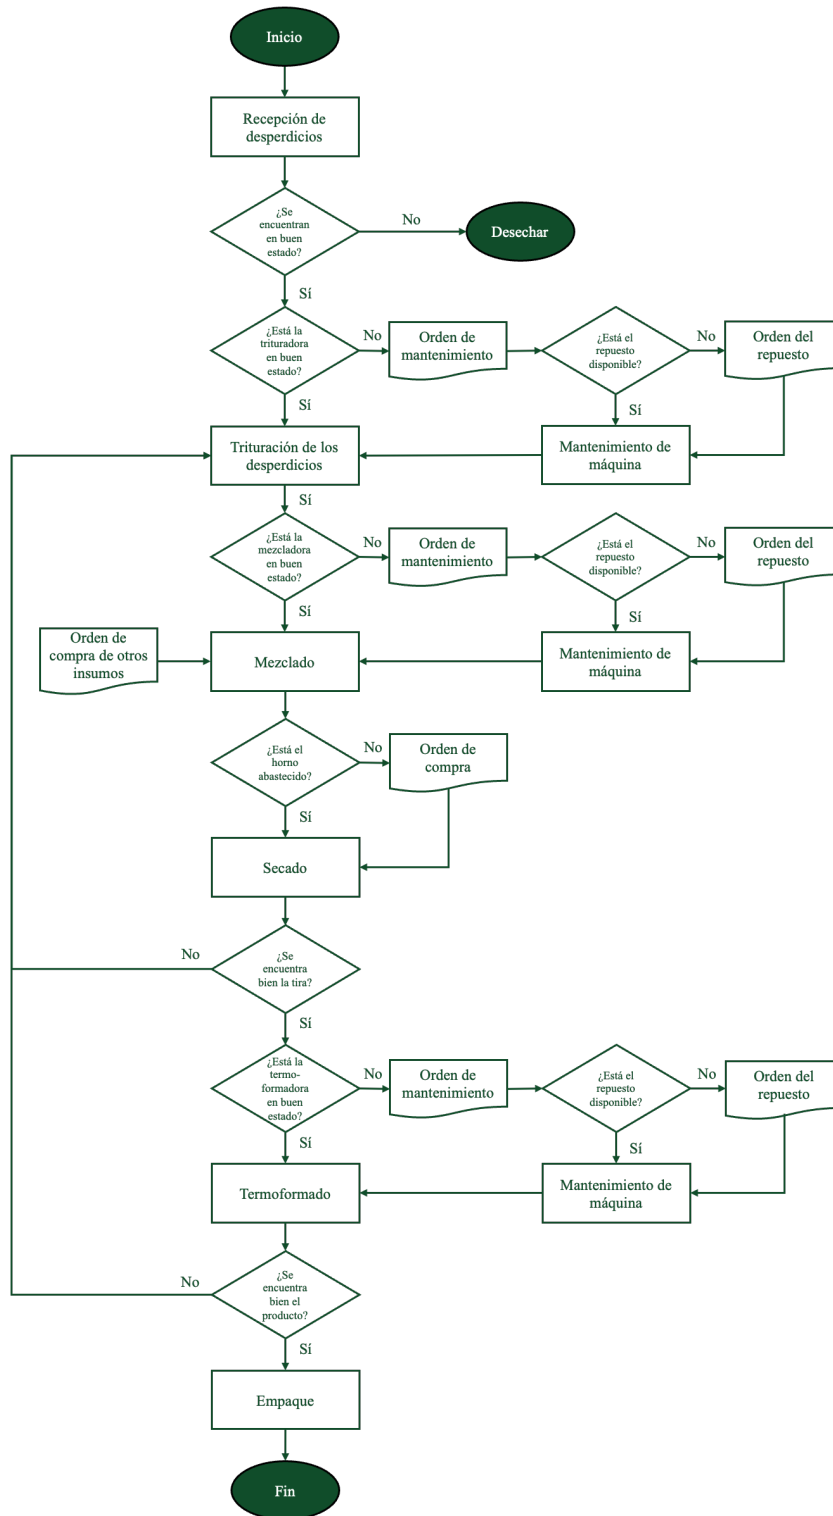 Inicio
Recepción de
desperdicios
¿Se
encuentran
en buen
estado?
No
Desechar
Sí
¿Está la
trituradora
en buen
estado?
No
Orden de
mantenimiento
¿Está el
repuesto
disponible?
No
Orden del
repuesto
Sí
Sí
Trituración de los
desperdicios
Mantenimiento de
máquina
Sí
¿Está la
mezcladora
en buen
estado?
No
Orden de
mantenimiento
¿Está el
repuesto
disponible?
No
Orden del
repuesto
Sí
Sí
Orden de
compra de otros
insumos
Mezclado
Mantenimiento de
máquina
¿Está el
horno
abastecido?
No
Orden de
compra
Sí
Secado
No
¿Se
encuentra
bien la tira?
Sí
¿Está la
termo-
formadora
en buen
estado?
No
Orden de
mantenimiento
¿Está el
repuesto
disponible?
No
Orden del
repuesto
Sí
Sí
Termoformado
Mantenimiento de
máquina
No
¿Se
encuentra
bien el
producto?
Sí
Empaque
Fin